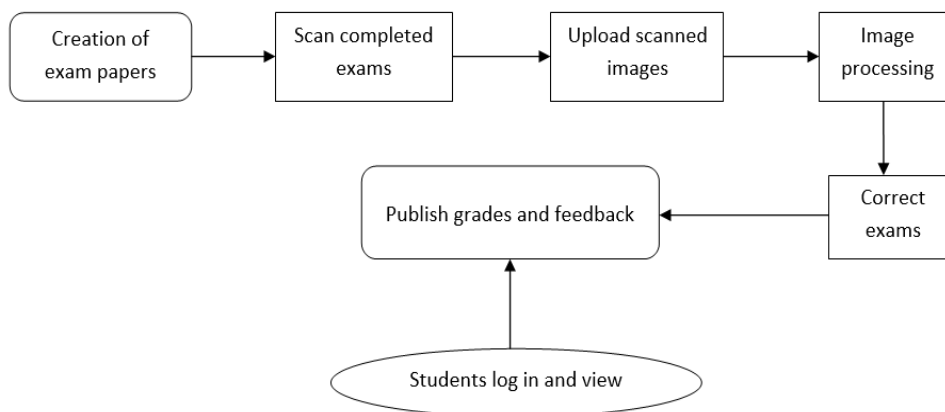 Creation of
exam papers
Scan completed
exams
Upload scanned
images
Image
processing
Correct
exams
Publish grades and feedback
Students log in and view